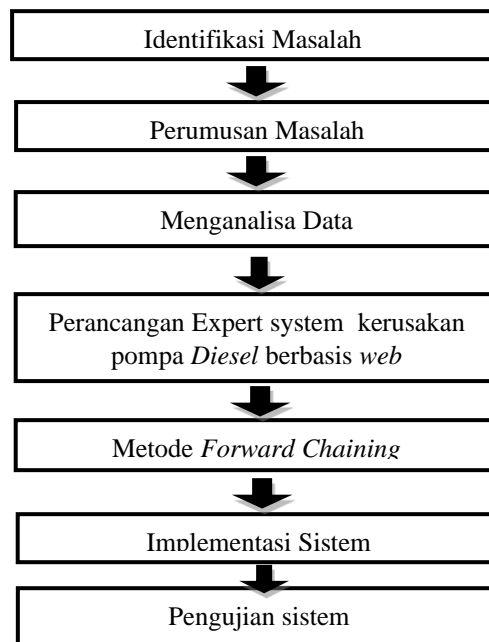 Identifikasi Masalah
Perumusan Masalah
Menganalisa Data
Perancangan Expert system kerusakan
pompa Diesel berbasis web
Metode Forward Chaining
Implementasi Sistem
Pengujian sistem